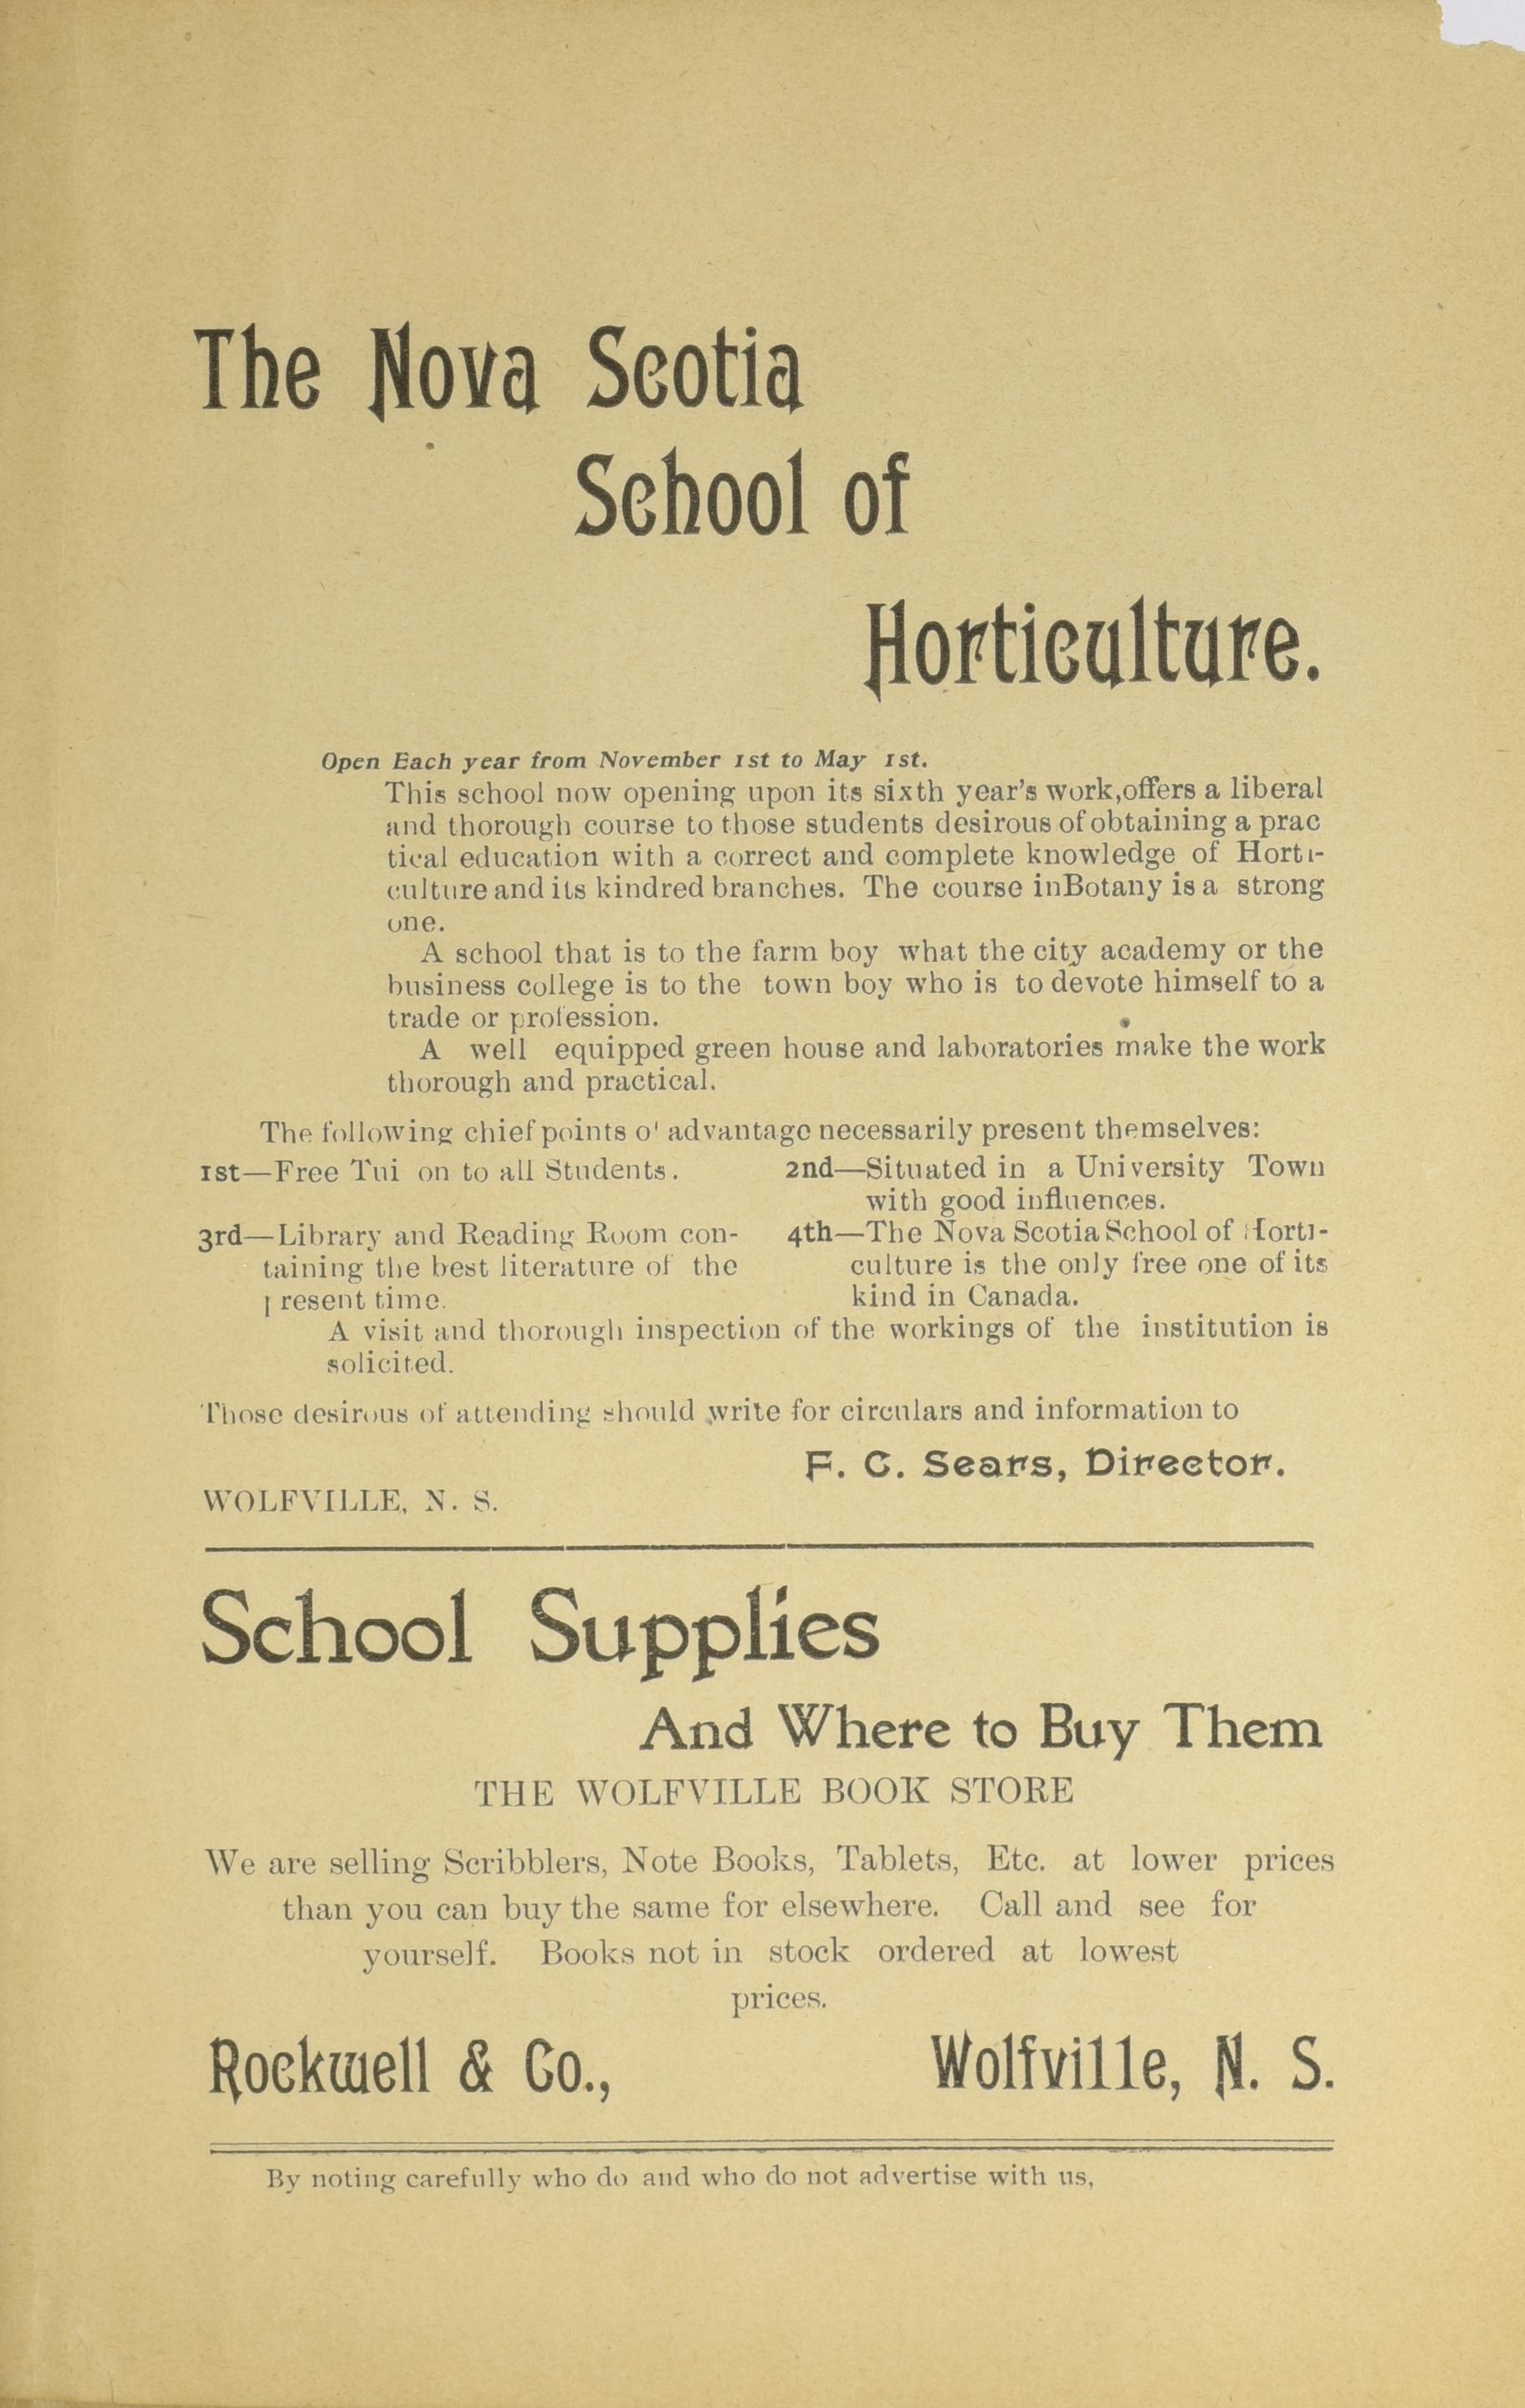 The Nova Scotia
School of
Horticulture.
Open Each year from November 1st to May 1st.
This school now opening upon its sixth year's work,offers a liberal
and thorough course to those students desirous of obtaining a prac
tical education with a correct and complete knowledge of Horti-
culture and its kindred branches. The course inBotany is a strong
one.
A school that is to the farm boy what the city academy or the
business college is to the town boy who is to devote himself to a
trade or profession.
A well equipped green house and laboratories make the work
thorough and practical.
The following chief points o' advantage necessarily present themselves:
1st—Free Tui on to all Students.
2nd—Situated in a University Town
with good influences.
3rd—Library and Reading Room con-
taining the best literature of the
present time.
4th—The Nova Scotia School of Horti-
culture is the only free one of its
kind in Canada.
A visit and thorough inspection of the workings of the institution is
solicited.
Those desirous of attending should write for circulars and information to
F. C. Sears, Director.
WOLFVILLE, N. S.
School Supplies
And Where to Buy Them
THE WOLFVILLE BOOK STORE
We are selling Scribblers, Note Books, Tablets, Etc. at lower prices
than you can buy the same for elsewhere. Call and see for
yourself. Books not in stock ordered at lowest
prices.
Rockwell & Co., Wolfville, N. S.
By noting carefully who do and who do not advertise with us,